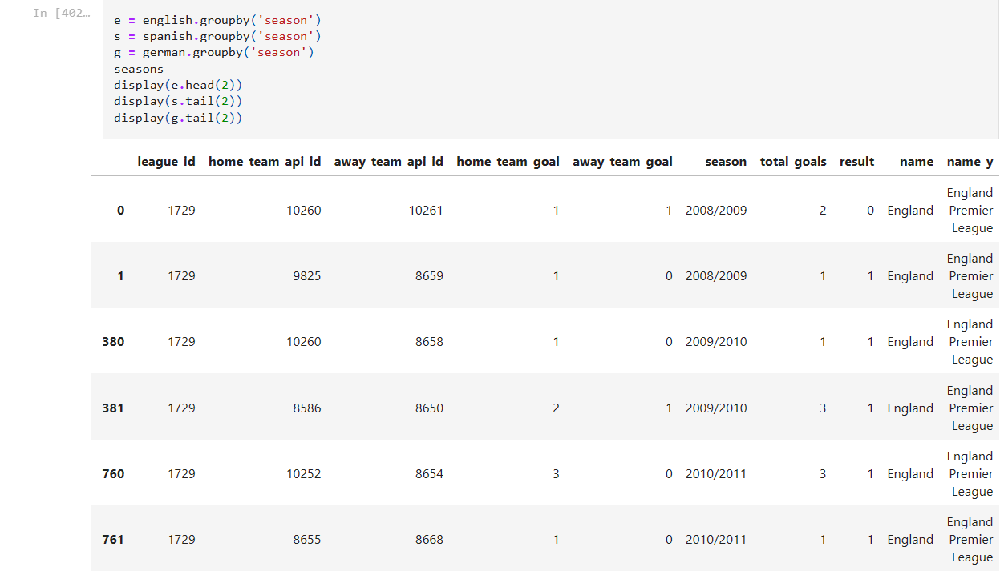 In [402…
e = english.groupby('season')
s = spanish.groupby('season')
g = german.groupby('season')
seasons
display(e.head(2))
display(s.tail(2))
display(g.tail(2))
league_id home_team_api_id away_team_api_id home_team_goal away_team_goal season total_goals result name name_y
0 1729 10260 10261 1 1 2008/2009 2 0 England England Premier League
1 1729 9825 8659 1 0 2008/2009 1 1 England England Premier League
380 1729 10260 8658 1 0 2009/2010 1 1 England England Premier League
381 1729 8586 8650 2 1 2009/2010 3 1 England England Premier League
760 1729 10252 8654 3 0 2010/2011 3 1 England England Premier League
761 1729 8655 8668 1 0 2010/2011 1 1 England England Premier League